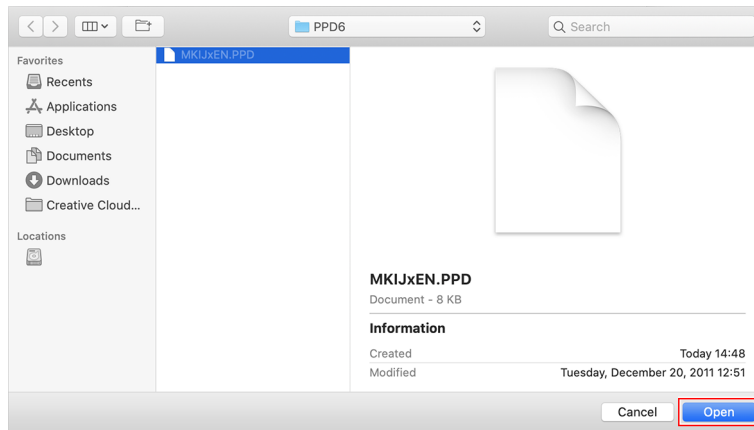 PPD6
Search
Favorites
Recents
Applications
Desktop
Documents
Downloads
Creative Cloud...
Locations
MKIJxEN.PPD
MKIJxEN.PPD
Document - 8 KB
Information
Created Today 14:48
Modified Tuesday, December 20, 2011 12:51
Cancel Open